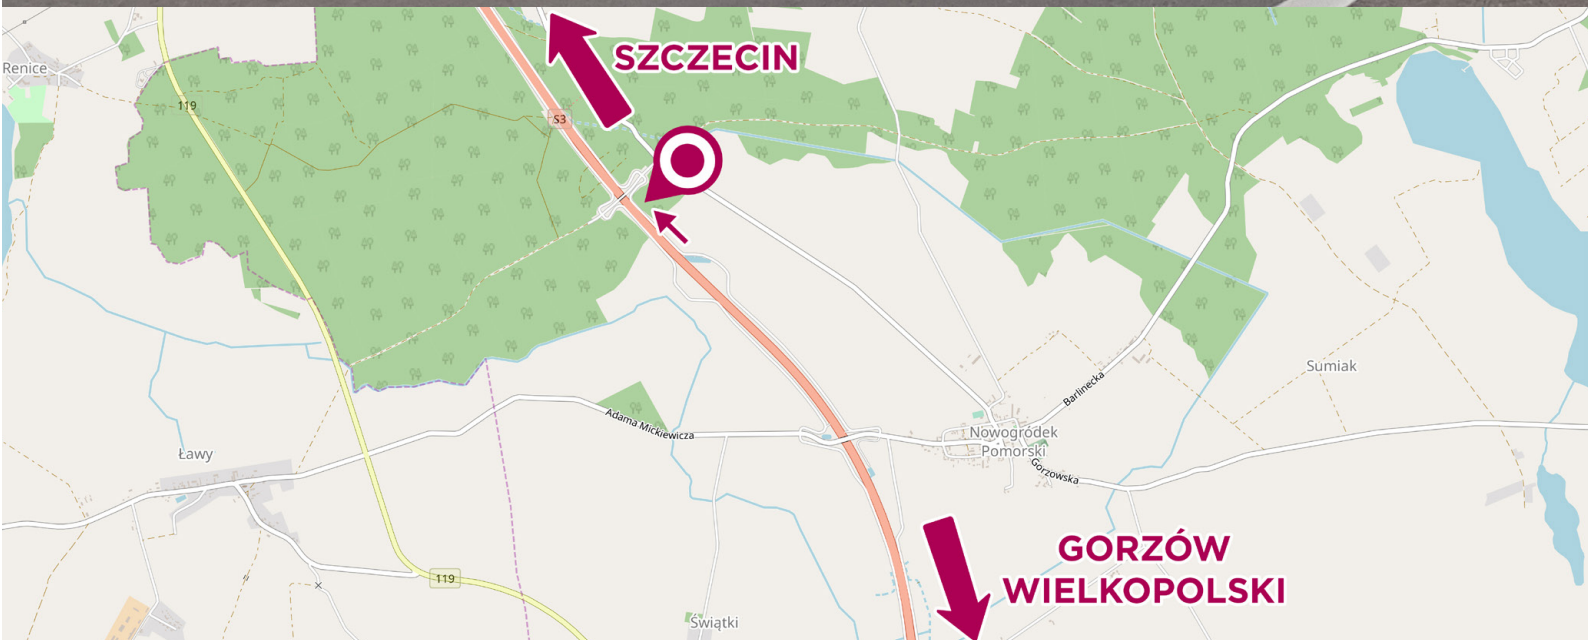 SZCZECIN
Renice
119
S3
Sumiak
Barlinecka
Adama Mickiewicza
Nowogródek
Pomorski
Ławy
Gorzowska
GORZÓW
WIELKOPOLSKI
119
Świątki